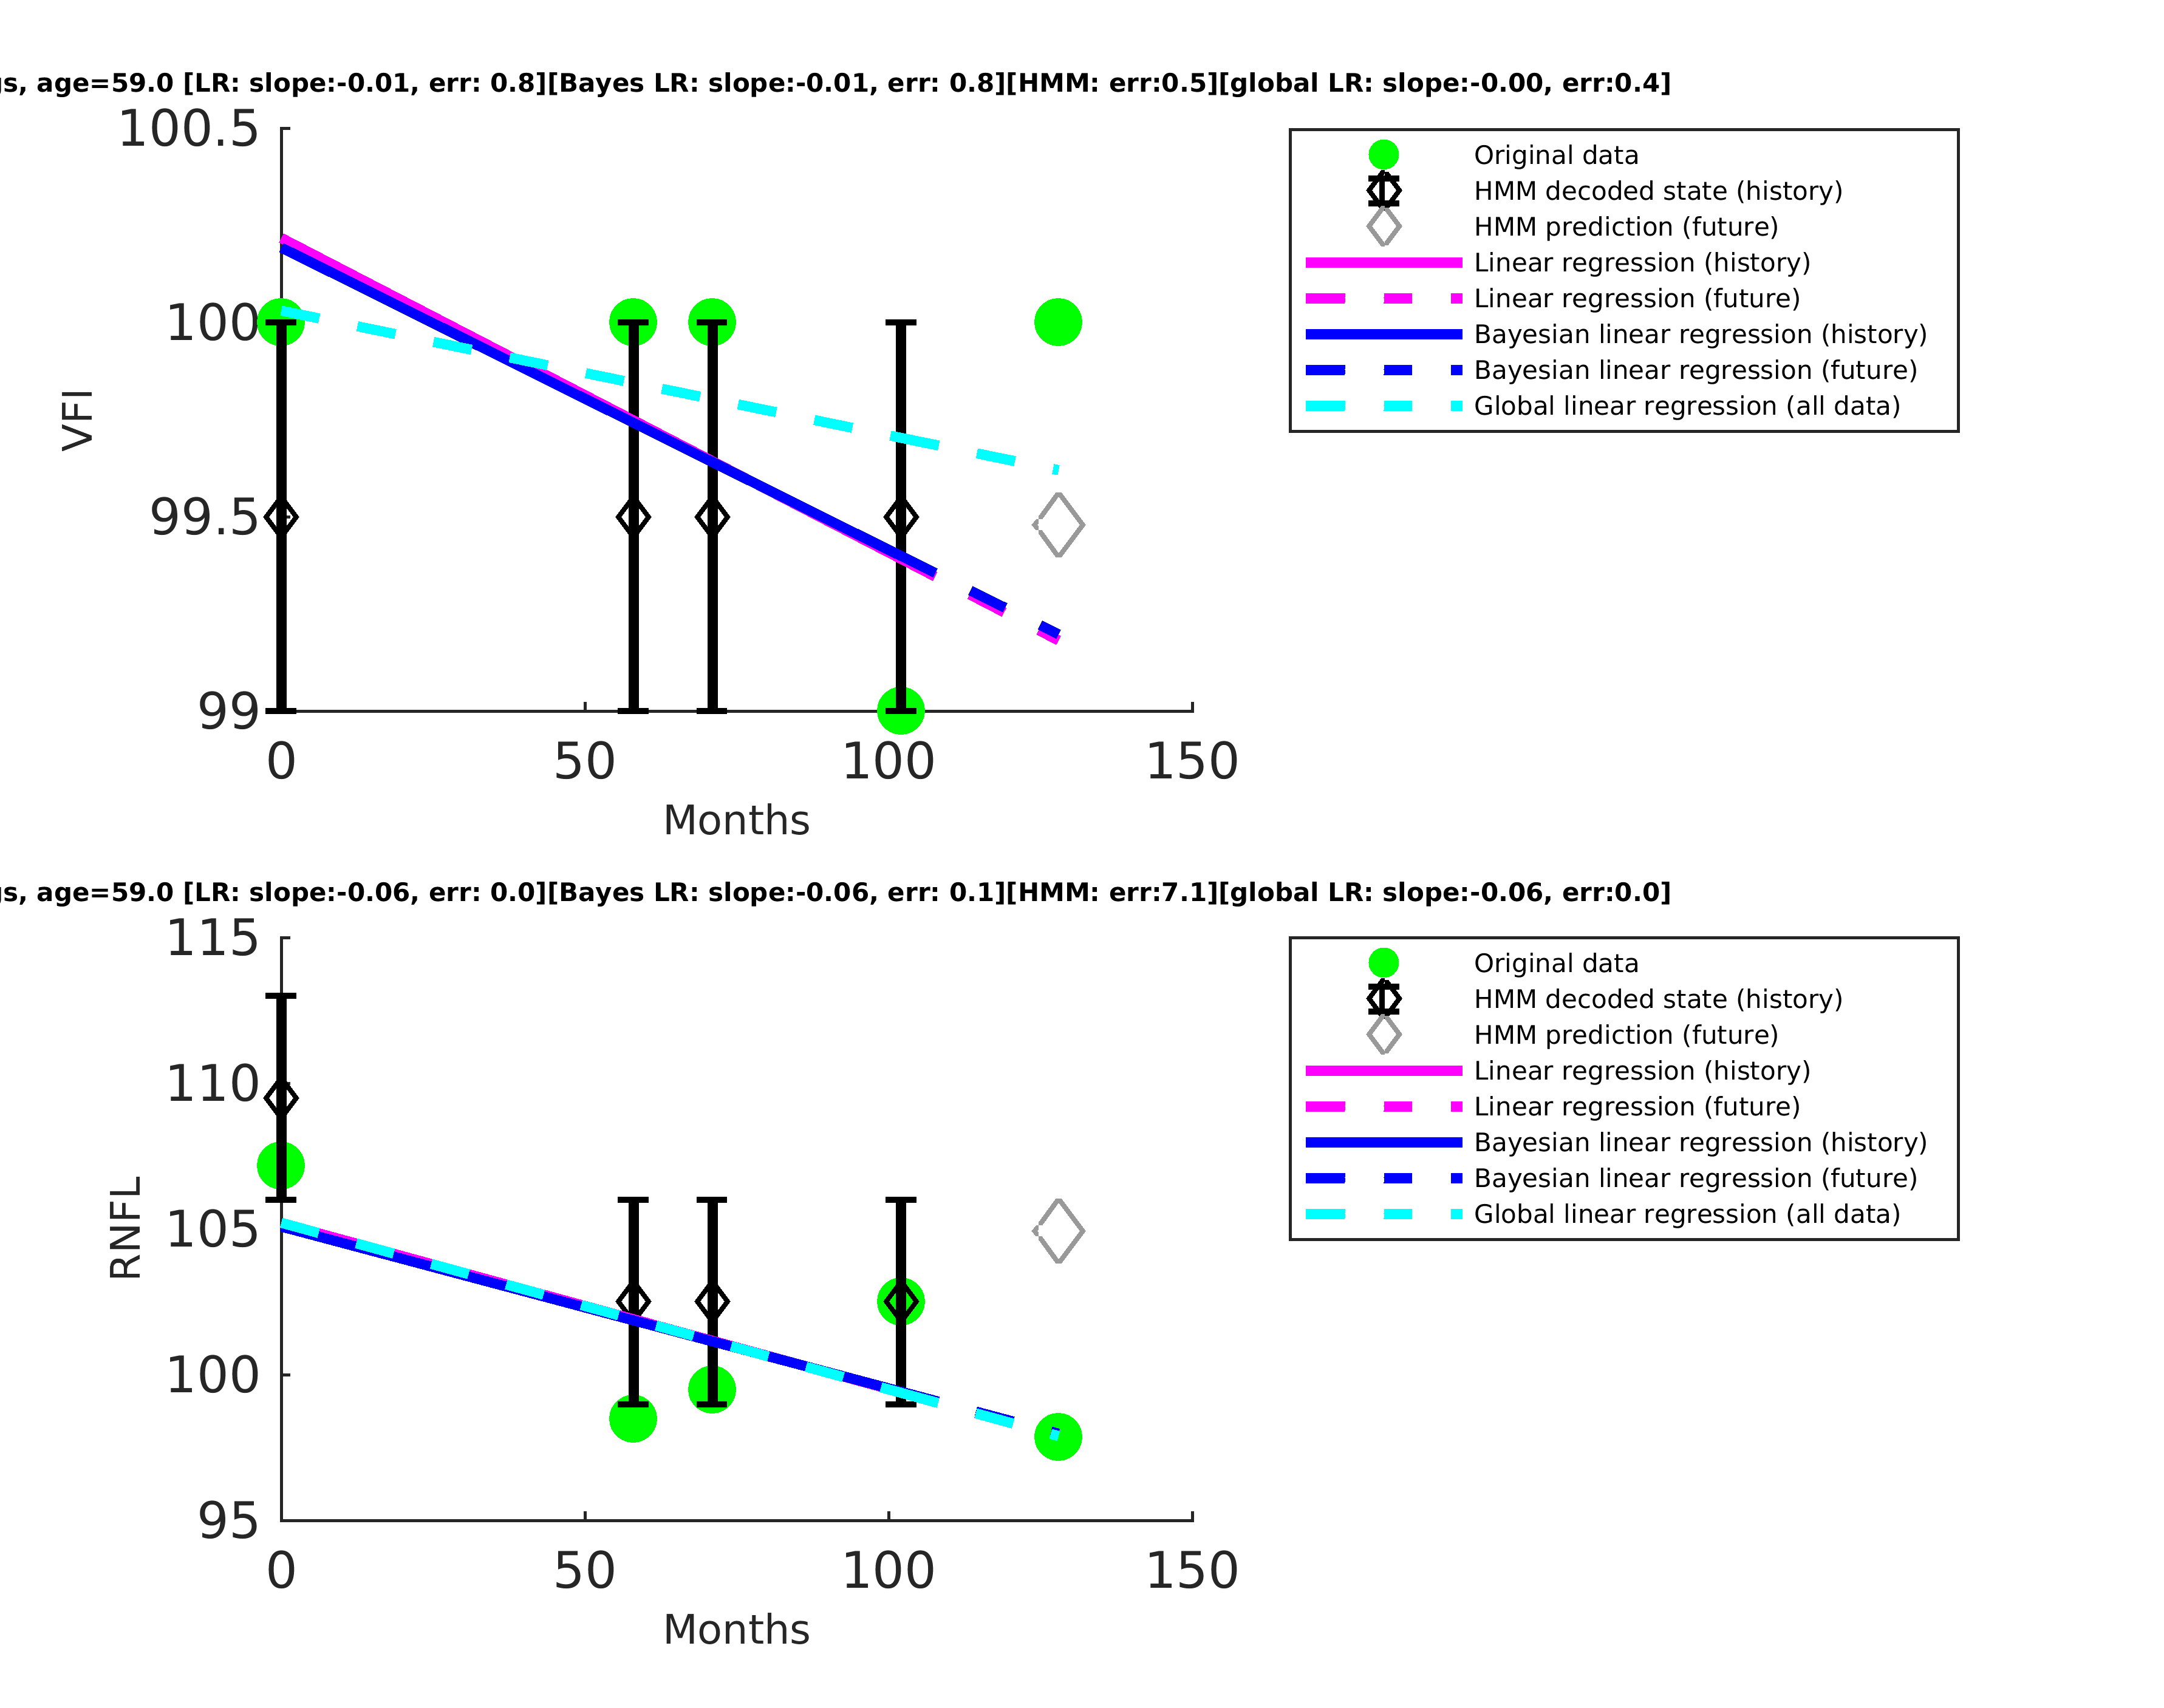 gs, age=59.0 [LR: slope:-0.01, err: 0.8][Bayes LR: slope:-0.01, err: 0.8][HMM: err:0.5][global LR: slope:-0.00, err:0.4]
100.5
100
99.5
99
VFI
0 50 100 150
Months
Original data
HMM decoded state (history)
HMM prediction (future)
Linear regression (history)
Linear regression (future)
Bayesian linear regression (history)
Bayesian linear regression (future)
Global linear regression (all data)
gs, age=59.0 [LR: slope:-0.06, err: 0.0][Bayes LR: slope:-0.06, err: 0.1][HMM: err:7.1][global LR: slope:-0.06, err:0.0]
115
110
105
100
95
RNFL
0 50 100 150
Months
Original data
HMM decoded state (history)
HMM prediction (future)
Linear regression (history)
Linear regression (future)
Bayesian linear regression (history)
Bayesian linear regression (future)
Global linear regression (all data)